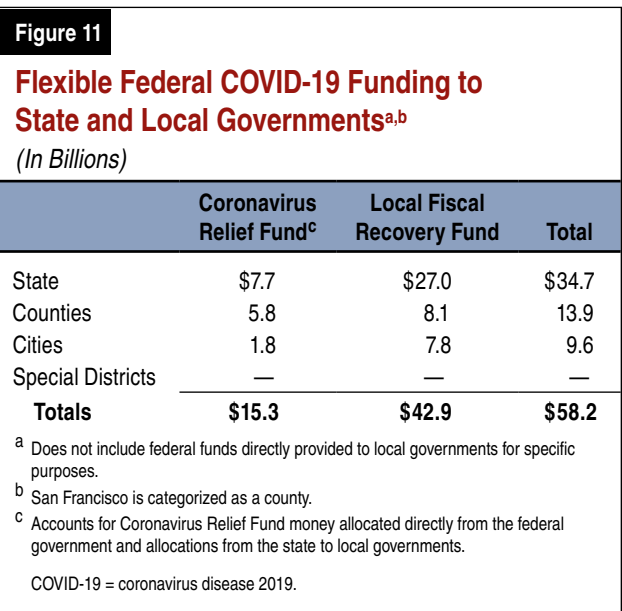 Figure 11
Flexible Federal COVID-19 Funding to
State and Local Governmentsa,b
(In Billions)
Coronavirus Relief Fundc Local Fiscal Recovery Fund Total
State $7.7 $27.0 $34.7
Counties 5.8 8.1 13.9
Cities 1.8 7.8 9.6
Special Districts — — —
Totals $15.3 $42.9 $58.2
a Does not include federal funds directly provided to local governments for specific
purposes.
b San Francisco is categorized as a county.
c Accounts for Coronavirus Relief Fund money allocated directly from the federal
government and allocations from the state to local governments.
COVID-19 = coronavirus disease 2019.